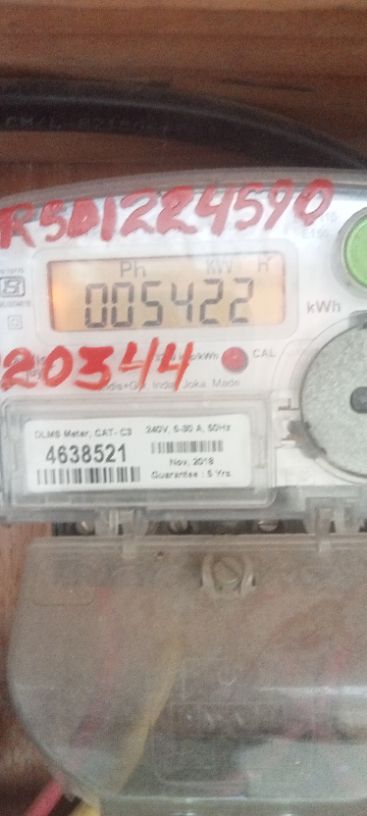 RSD1224590
Ph KW H
005422
kWh
CAL
20344
DLMS Meter, CAT- C3
240V, 5-30 A, 50Hz
4638521
Nov, 2018
Guarantee : 5 Yrs.